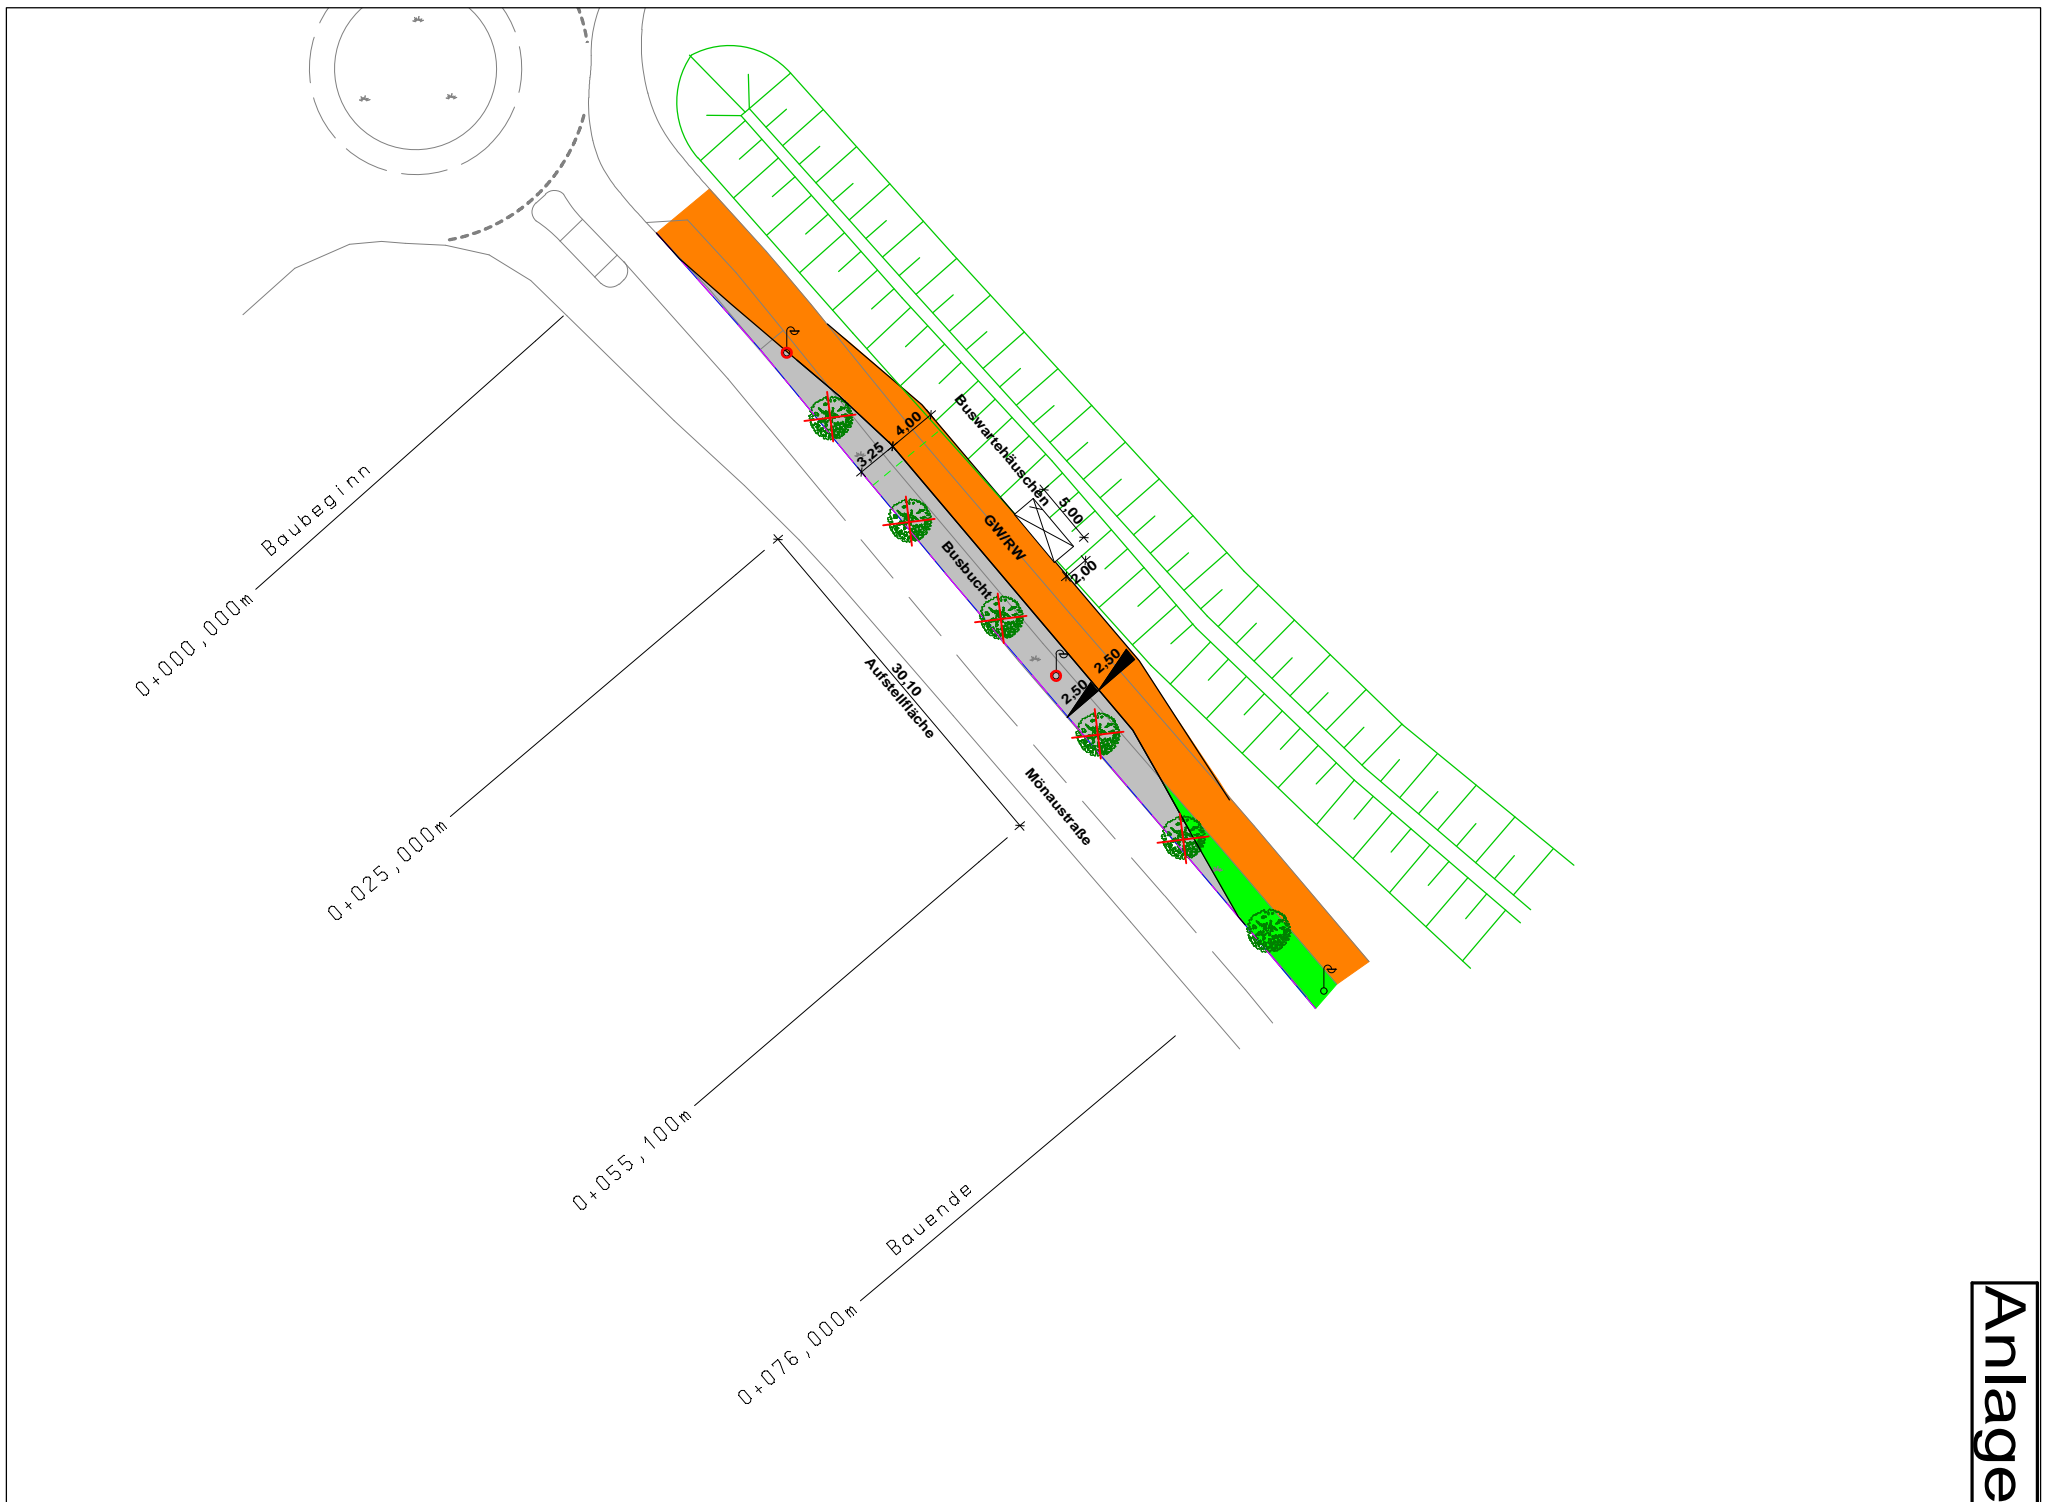 Baubeginn
0+000,000m
0+025,000m
0+055,100m
Bauende
0+076,000m
30,10
Aufstellfläche
Mönaustraße
3,25
4,00
Busbucht
GW/RW
Buswartehäuschen
5,00
2,00
2,50
2,50
Anlage